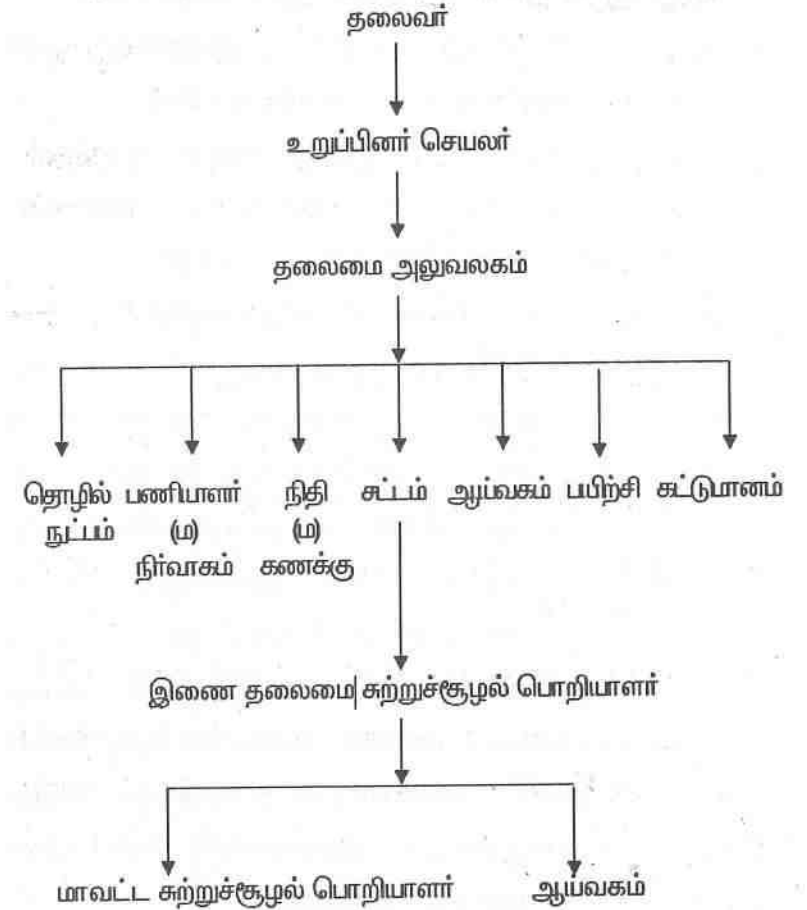 தலைவர்
உறுப்பினர் செயலர்
தலைமை அலுவலகம்
தொழில் பணியாளர் நிதி சட்டம் ஆய்வகம் பயிற்சி கட்டுமானம்
நுட்பம் (ம) (ம)
நிர்வாகம் கணக்கு
இணை தலைமை சுற்றுச்சூழல் பொறியாளர்
மாவட்ட சுற்றுச்சூழல் பொறியாளர் ஆய்வகம்